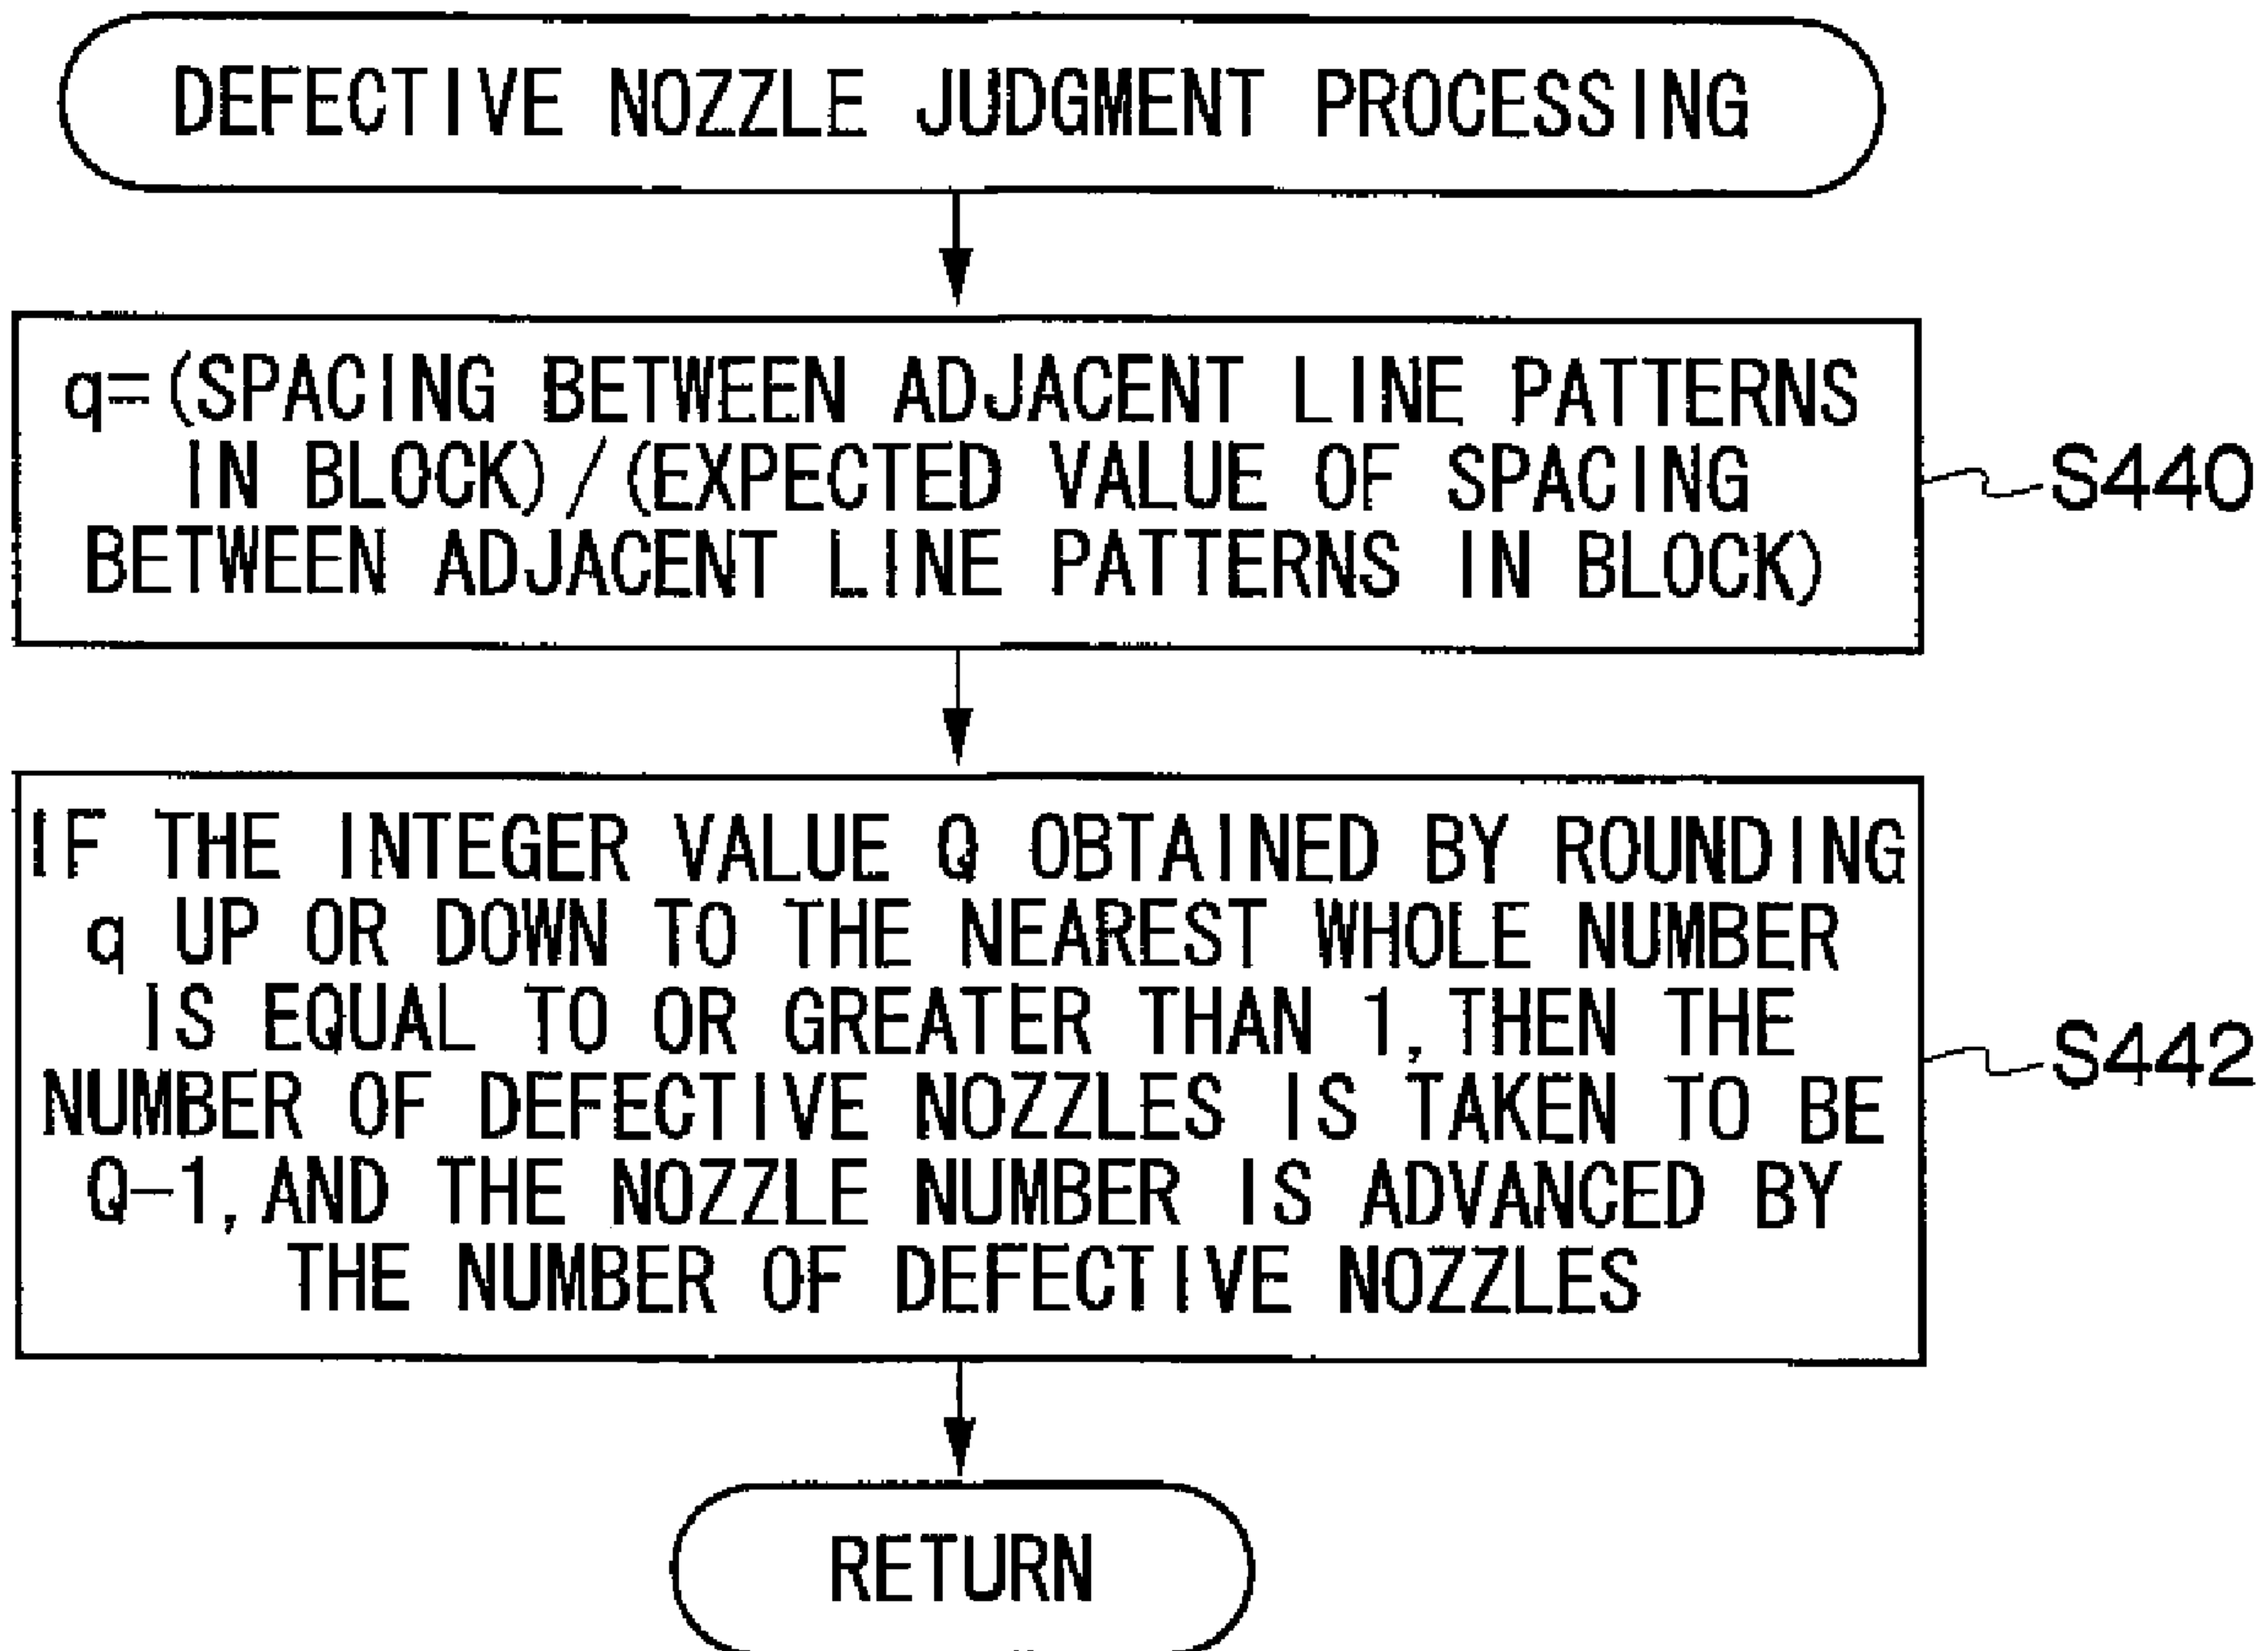 DEFECTIVE NOZZLE JUDGMENT PROCESSING
q=(SPACING BETWEEN ADJACENT LINE PATTERNS
IN BLOCK)/(EXPECTED VALUE OF SPACING
BETWEEN ADJACENT LINE PATTERNS IN BLOCK)
S440
IF THE INTEGER VALUE Q OBTAINED BY ROUNDING
q UP OR DOWN TO THE NEAREST WHOLE NUMBER
IS EQUAL TO OR GREATER THAN 1, THEN THE
NUMBER OF DEFECTIVE NOZZLES IS TAKEN TO BE
Q-1, AND THE NOZZLE NUMBER IS ADVANCED BY
THE NUMBER OF DEFECTIVE NOZZLES
S442
RETURN